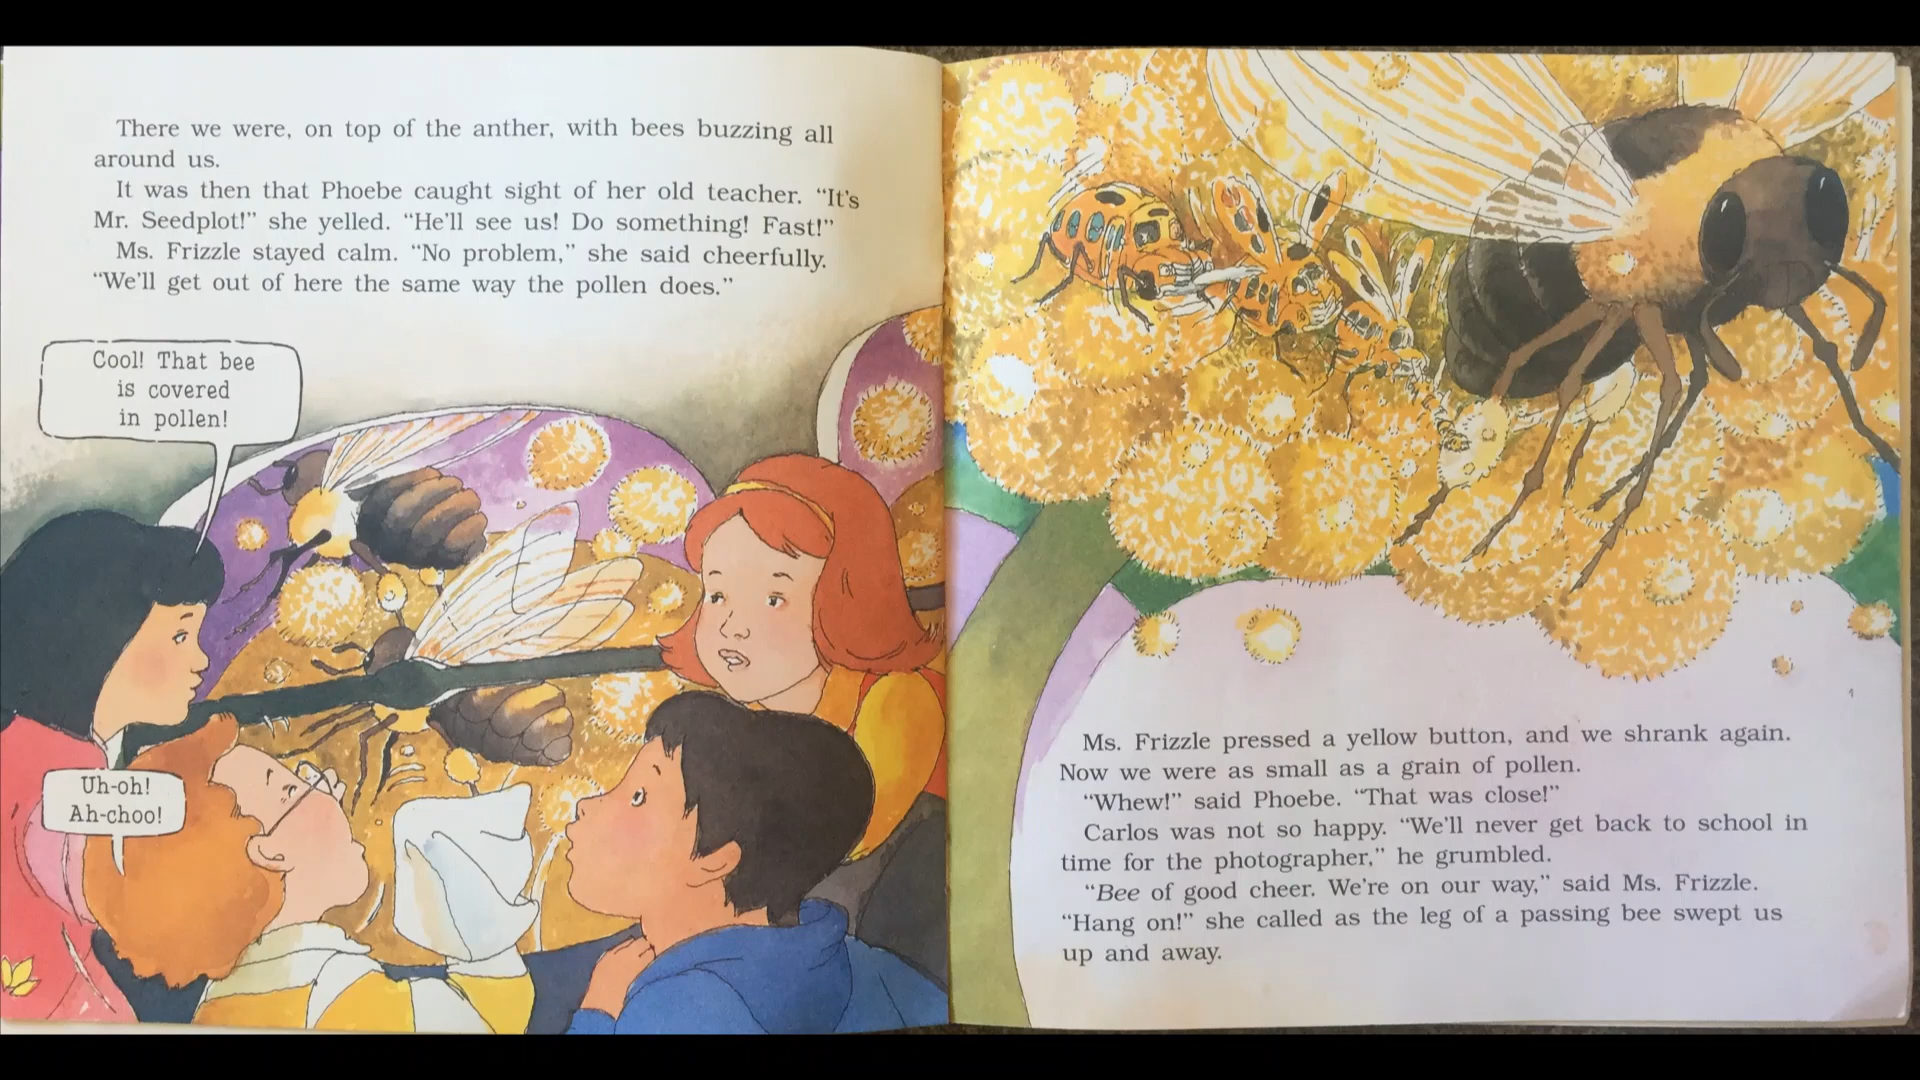 There we were, on top of the anther, with bees buzzing all
around us.
It was then that Phoebe caught sight of her old teacher. “It’s
Mr. Seedplot!” she yelled. “He’ll see us! Do something! Fast!”
Ms. Frizzle stayed calm. “No problem,” she said cheerfully.
“We’ll get out of here the same way the pollen does.”
Cool! That bee
is covered
in pollen!
Uh-oh!
Ah-choo!
Ms. Frizzle pressed a yellow button, and we shrank again.
Now we were as small as a grain of pollen.
“Whew!” said Phoebe. “That was close!”
Carlos was not so happy. “We’ll never get back to school in
time for the photographer,” he grumbled.
“Bee of good cheer. We’re on our way,” said Ms. Frizzle.
“Hang on!” she called as the leg of a passing bee swept us
up and away.